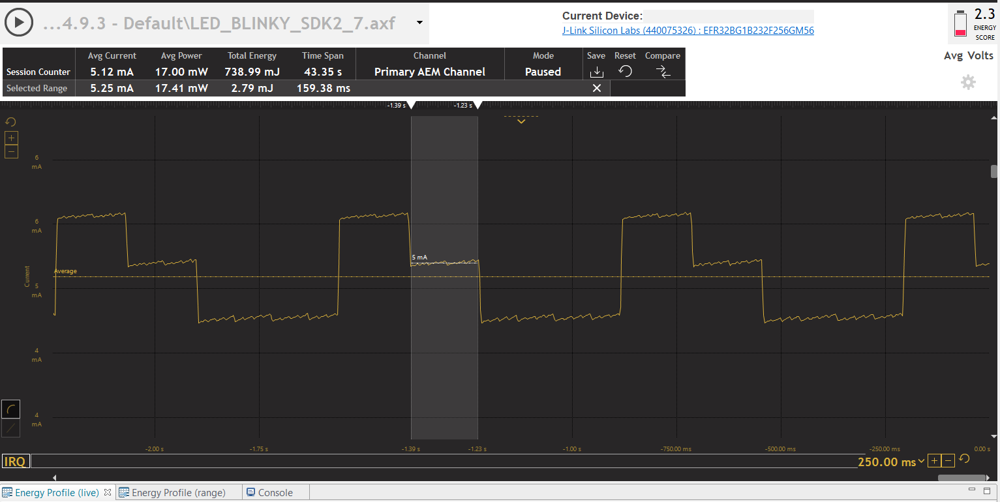 ...4.9.3 - Default\LED_BLINKY_SDK2_7.axf
Current Device:
J-Link Silicon Labs (440075326) : EFR32BG1B232F256GM56
2.3
ENERGY
SCORE
Avg Current Avg Power Total Energy Time Span Channel Mode Save Reset Compare
Session Counter 5.12 mA 17.00 mW 738.99 mJ 43.35 s Primary AEM Channel Paused
Selected Range 5.25 mA 17.41 mW 2.79 mJ 159.38 ms
Avg Volts
-1.39 s -1.23 s
6
mA
6
mA
5 mA
Average
Current
5
mA
4
mA
4
mA
-2.00 s -1.75 s -1.39 s -1.23 s -1.00 s -750.00 ms -500.00 ms -250.00 ms 0.00 s
IRQ
250.00 ms
Energy Profile (live) Energy Profile (range) Console